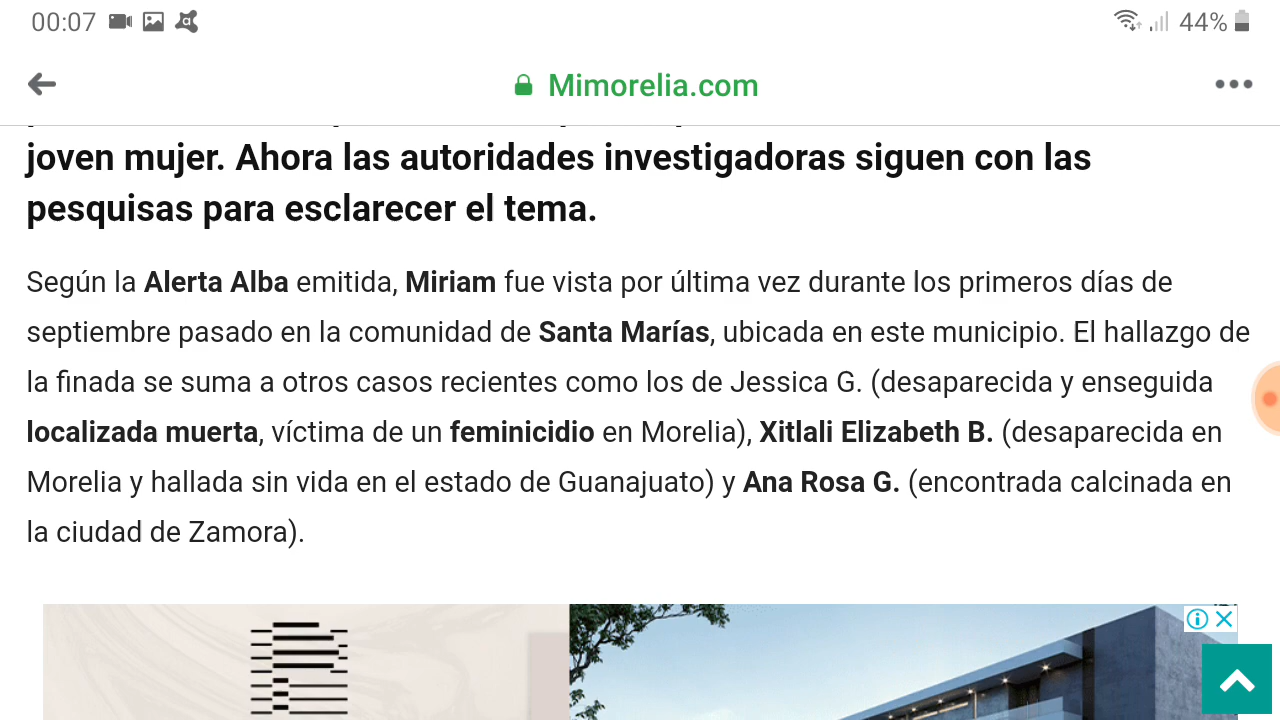 00:07
44%
Mimorelia.com
joven mujer. Ahora las autoridades investigadoras siguen con las
pesquisas para esclarecer el tema.
Según la Alerta Alba emitida, Miriam fue vista por última vez durante los primeros días de
septiembre pasado en la comunidad de Santa Marías, ubicada en este municipio. El hallazgo de
la finada se suma a otros casos recientes como los de Jessica G. (desaparecida y enseguida
localizada muerta, víctima de un feminicidio en Morelia), Xitlali Elizabeth B. (desaparecida en
Morelia y hallada sin vida en el estado de Guanajuato) y Ana Rosa G. (encontrada calcinada en
la ciudad de Zamora).